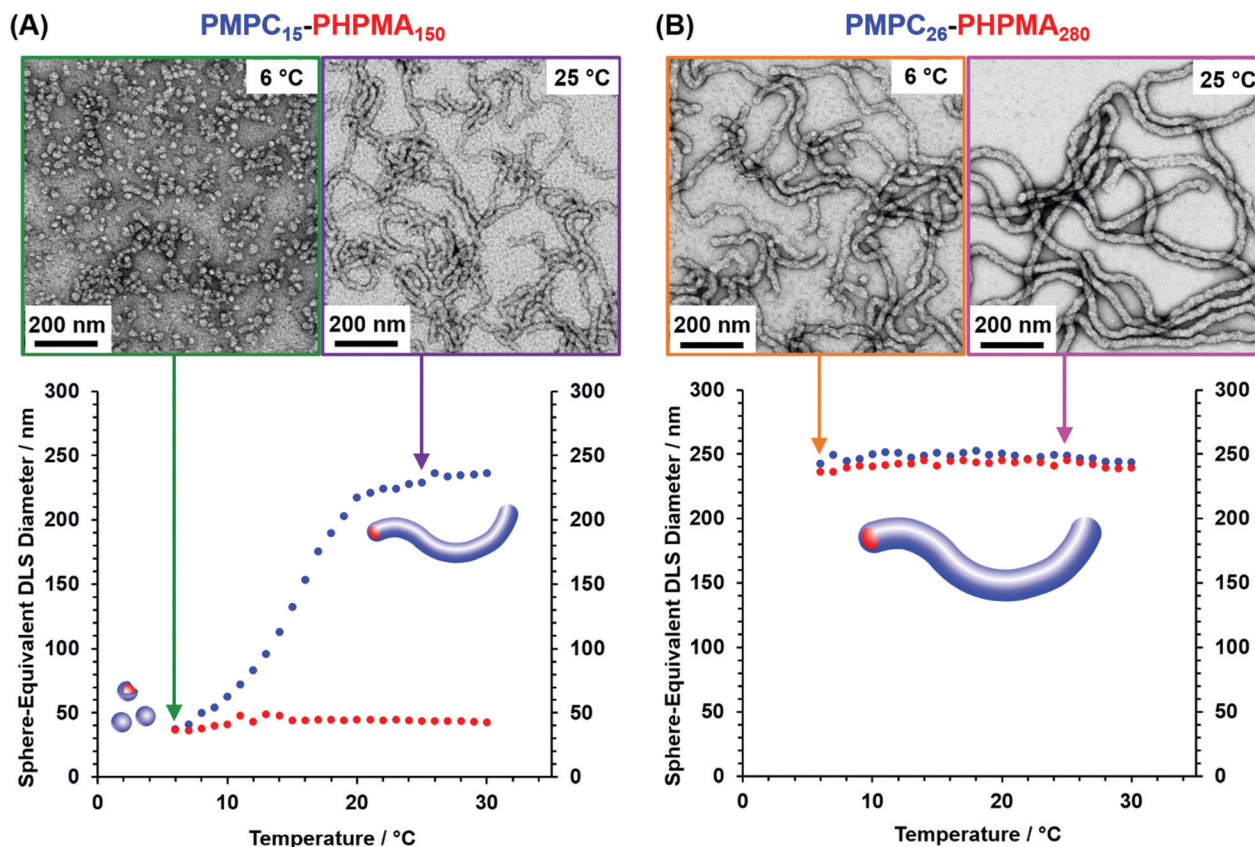 (A)
PMPC15-PHPMA150
6 °C
25 °C
200 nm
200 nm
300
250
200
150
100
50
0
300
250
200
150
100
50
0
0
10
20
30
Sphere-Equivalent DLS Diameter / nm
Temperature / °C
(B)
PMPC26-PHPMA280
6 °C
25 °C
200 nm
200 nm
300
250
200
150
100
50
0
300
250
200
150
100
50
0
0
10
20
30
Sphere-Equivalent DLS Diameter / nm
Temperature / °C